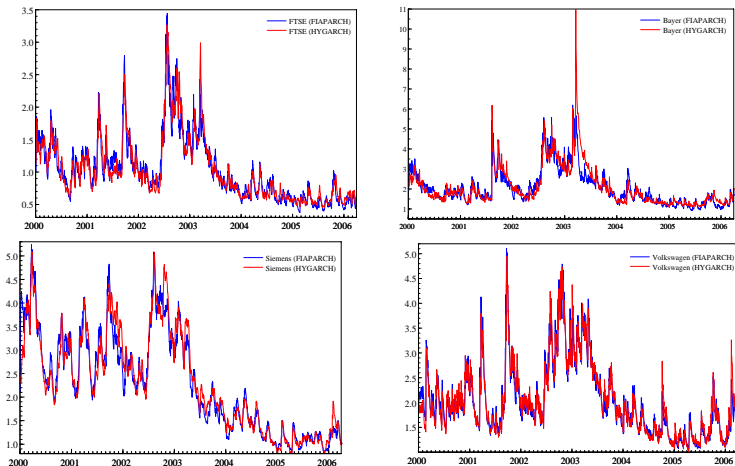 3.5
FTSE (FIAPARCH)
FTSE (HYGARCH)
3.0
2.5
2.0
1.5
1.0
0.5
2000 2001 2002 2003 2004 2005 2006
11
Bayer (FIAPARCH)
Bayer (HYGARCH)
10
9
8
7
6
5
4
3
2
1
2000 2001 2002 2003 2004 2005 2006
5.0
Siemens (FIAPARCH)
Siemens (HYGARCH)
4.5
4.0
3.5
3.0
2.5
2.0
1.5
1.0
2000 2001 2002 2003 2004 2005 2006
5.0
Volkswagen (FIAPARCH)
Volkswagen (HYGARCH)
4.5
4.0
3.5
3.0
2.5
2.0
1.5
2000 2001 2002 2003 2004 2005 2006